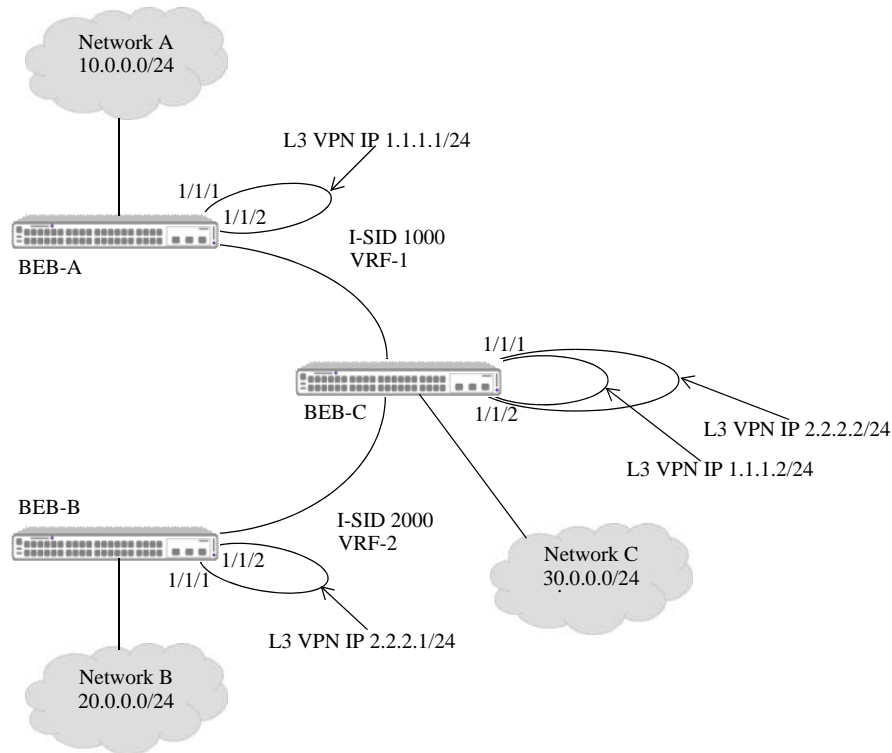 Network A
10.0.0.0/24
L3 VPN IP 1.1.1.1/24
1/1/1
1/1/2
BEB-A
I-SID 1000
VRF-1
1/1/1
BEB-C
1/1/2
L3 VPN IP 2.2.2.2/24
L3 VPN IP 1.1.1.2/24
BEB-B
I-SID 2000
VRF-2
1/1/2
1/1/1
Network C
30.0.0.0/24
L3 VPN IP 2.2.2.1/24
Network B
20.0.0.0/24